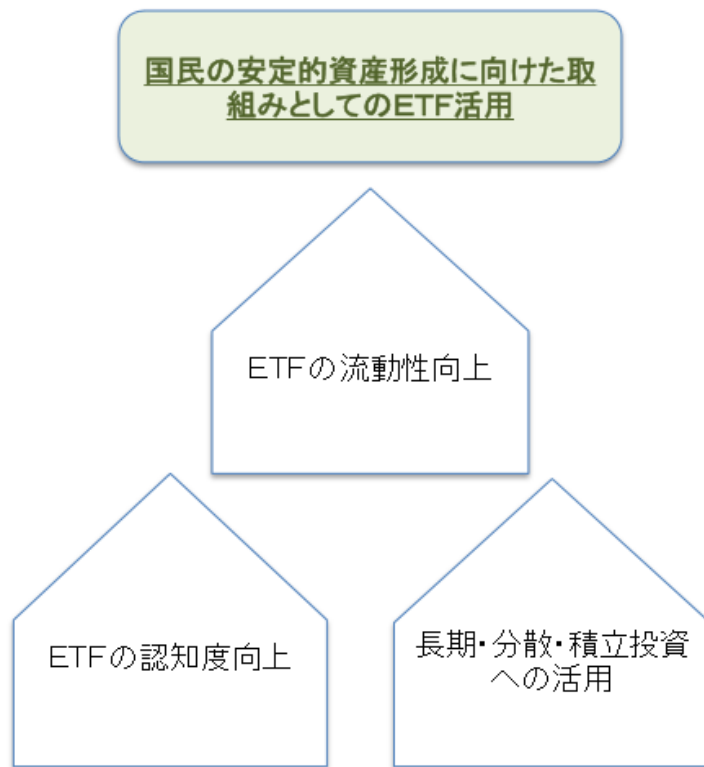 国民の安定的資産形成に向けた取
組みとしてのETF活用
ETFの流動性向上
ETFの認知度向上
長期・分散・積立投資
への活用